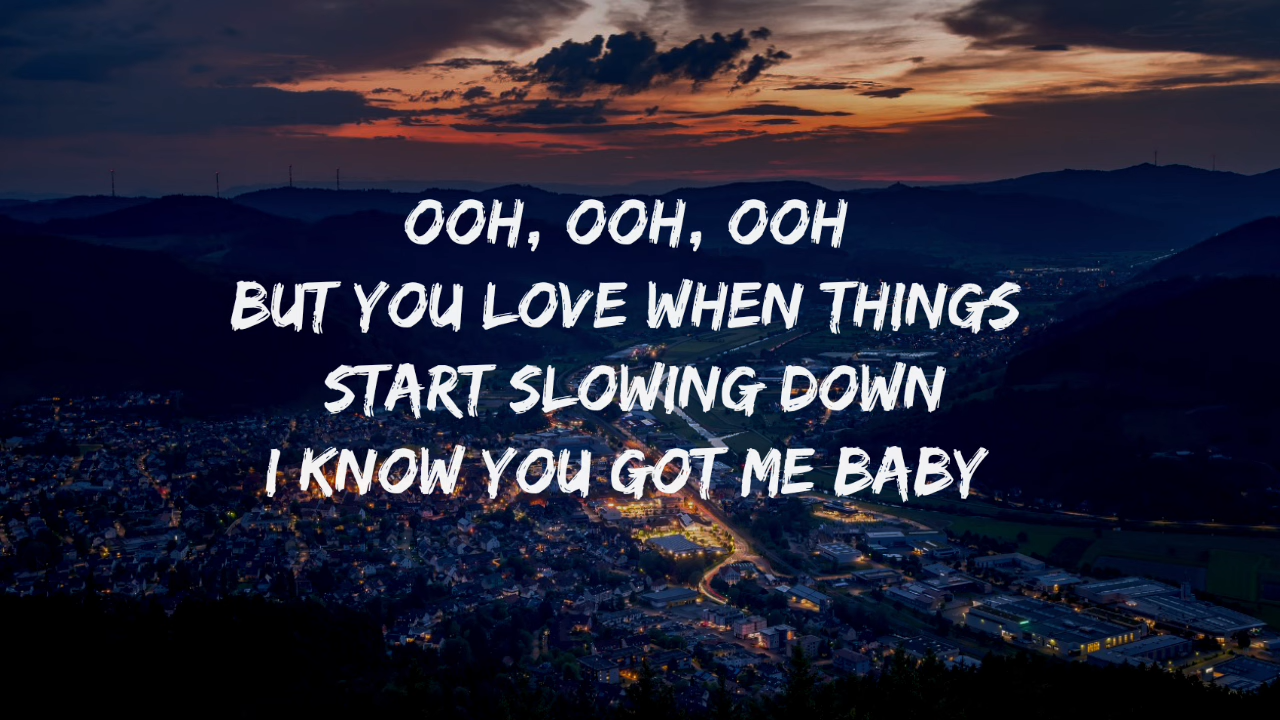 OOH, OOH, OOH
BUT YOU LOVE WHEN THINGS
START SLOWING DOWN
I KNOW YOU GOT ME BABY